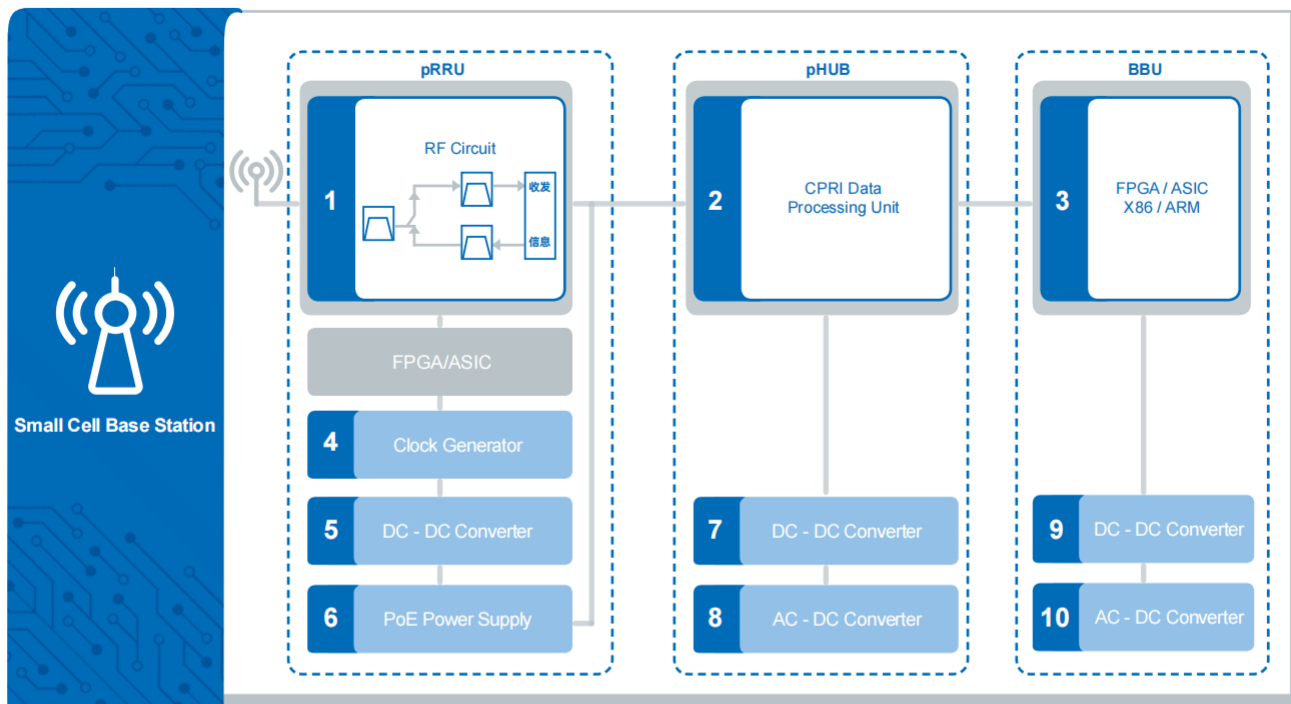 Small Cell Base Station
pRRU
1
RF Circuit
收发
信息
FPGA/ASIC
4
Clock Generator
5
DC - DC Converter
6
PoE Power Supply
pHUB
2
CPRI Data
Processing Unit
7
DC - DC Converter
8
AC - DC Converter
BBU
3
FPGA / ASIC
X86 / ARM
9
DC - DC Converter
10
AC - DC Converter